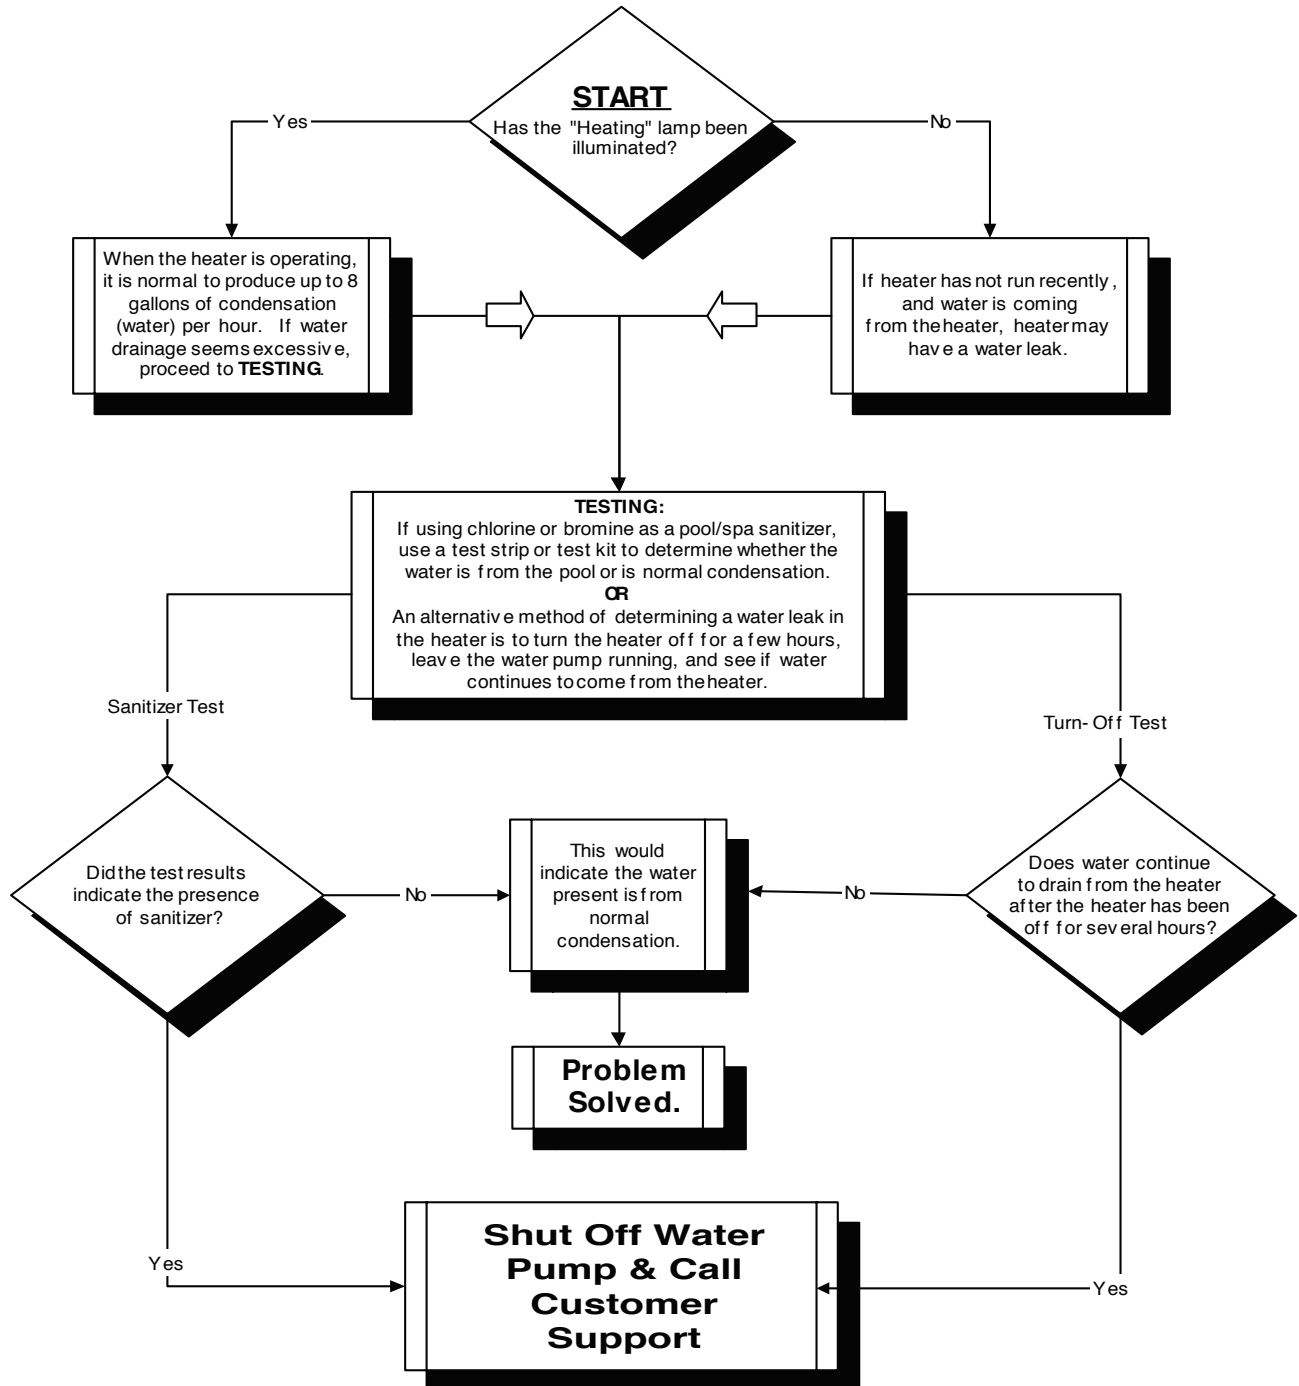 START
Has the "Heating" lamp been
illuminated?
Yes
No
When the heater is operating,
it is normal to produce up to 8
gallons of condensation
(water) per hour. If water
drainage seems excessive,
proceed to TESTING.
If heater has not run recently,
and water is coming
from the heater, heater may
have a water leak.
TESTING:
If using chlorine or bromine as a pool/spa sanitizer,
use a test strip or test kit to determine whether the
water is from the pool or is normal condensation.
OR
An alternative method of determining a water leak in
the heater is to turn the heater off for a few hours,
leave the water pump running, and see if water
continues to come from the heater.
Sanitizer Test
Turn-Off Test
Did the test results
indicate the presence
of sanitizer?
No
This would
indicate the water
present is from
normal
condensation.
No
Does water continue
to drain from the heater
after the heater has been
off for several hours?
Problem
Solved.
Yes
Shut Off Water
Pump & Call
Customer
Support
Yes